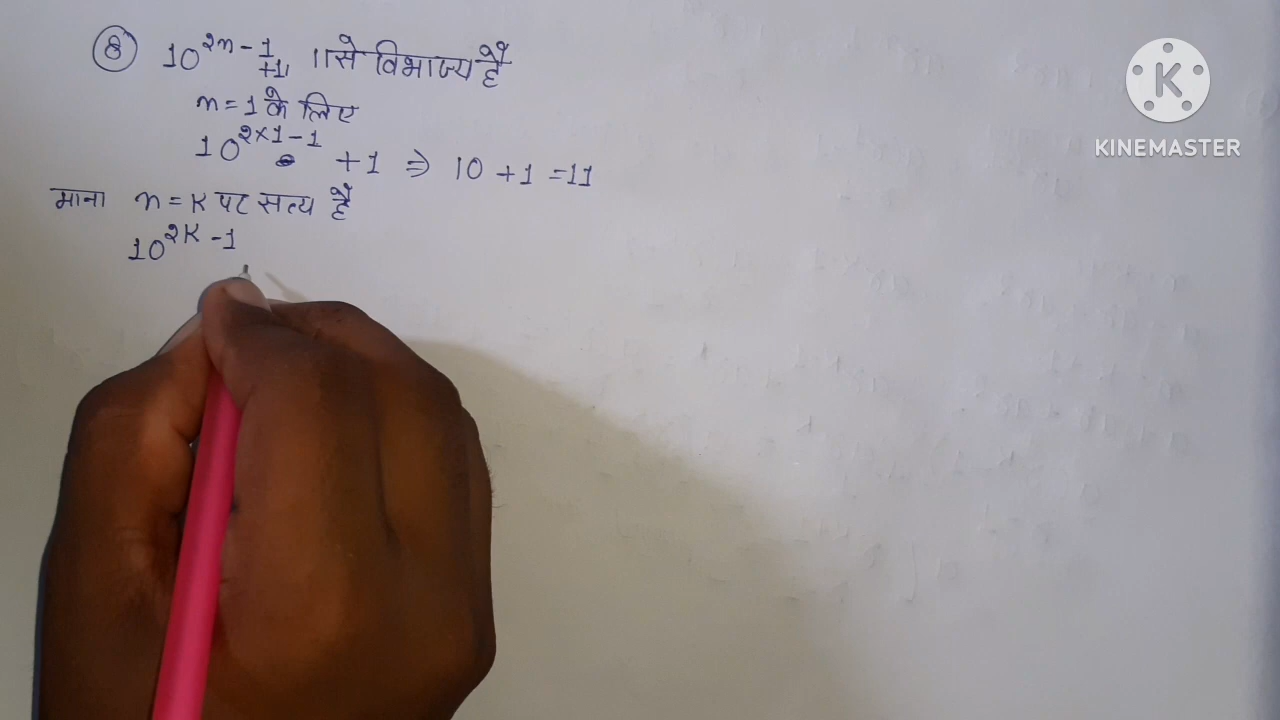 8 10^{2n-1}+1, 11 से विभाज्य है
n = 1 के लिए
10^{2×1-1} + 1 ⇒ 10 + 1 = 11
माना n = K पर सत्य है
10^{2K-1}
KINEMASTER